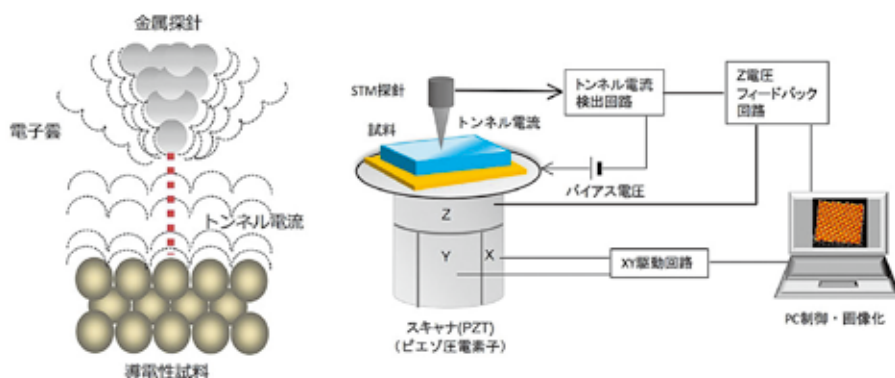 金属探針
電子雲
トンネル電流
導電性試料
STM探針
試料
トンネル電流
トンネル電流
検出回路
Z電圧
フィードバック
回路
バイアス電圧
Z
Y
X
XY駆動回路
スキャナ(PZT)
(ピエゾ圧電素子)
PC制御・画像化